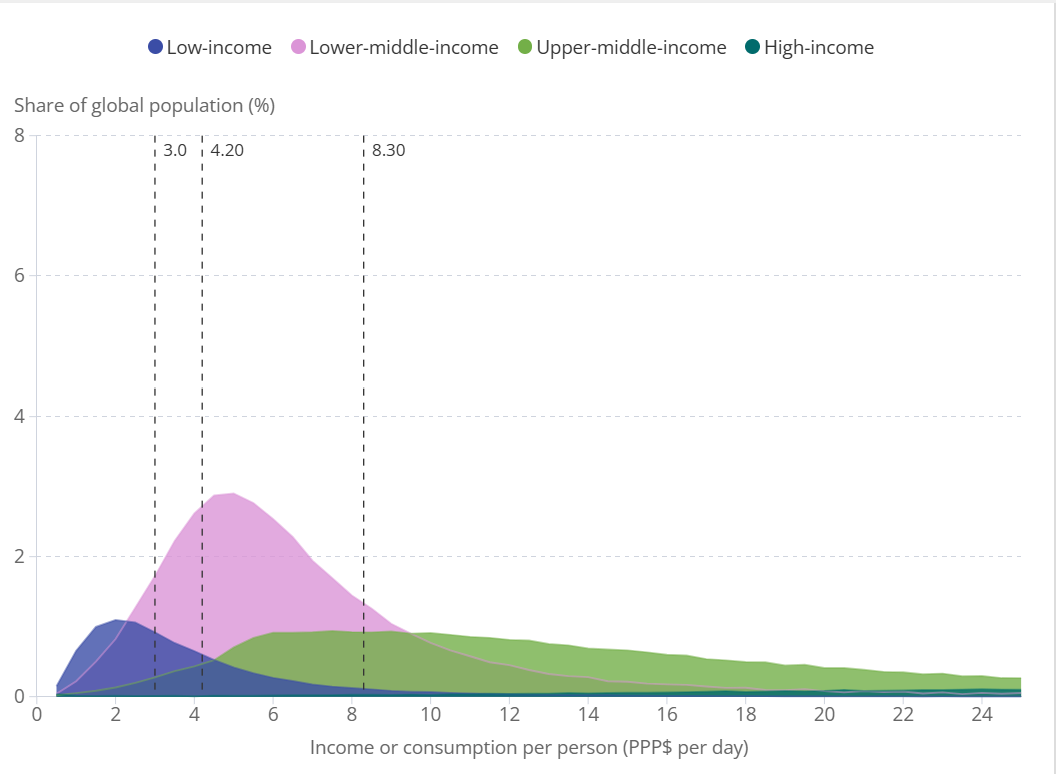 Low-income Lower-middle-income Upper-middle-income High-income
Share of global population (%)
8
3.0 4.20 8.30
6
4
2
0
0 2 4 6 8 10 12 14 16 18 20 22 24
Income or consumption per person (PPP$ per day)